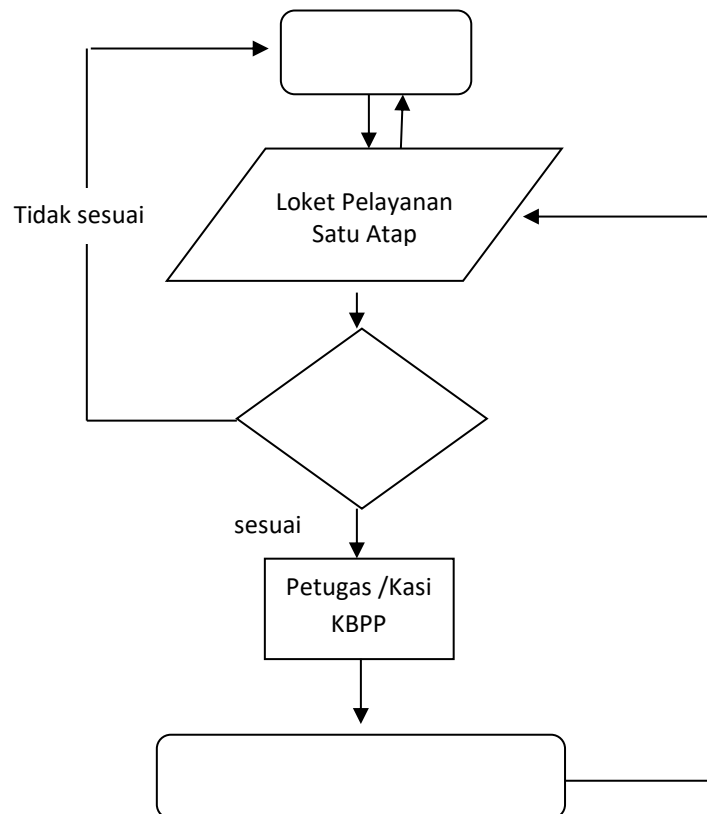 Loket Pelayanan
Satu Atap
Tidak sesuai
sesuai
Petugas /Kasi
KBPP